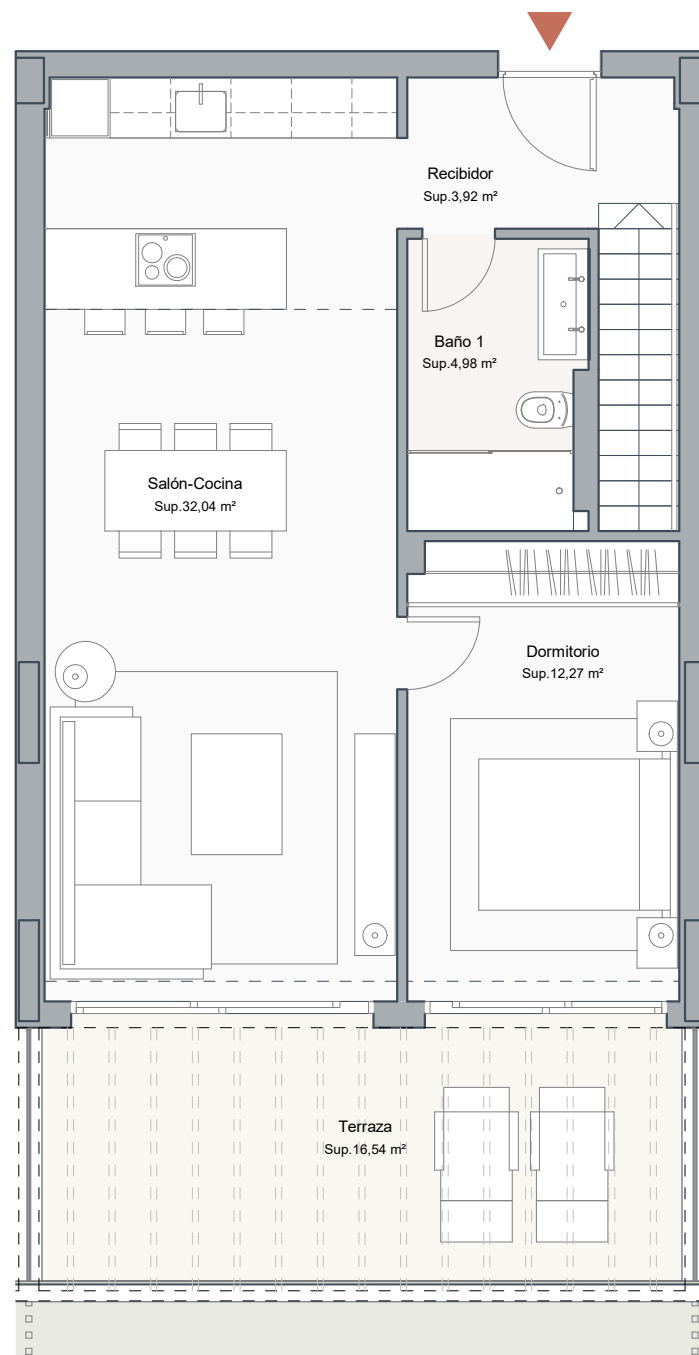 Recibidor
Sup.3,92 m²
Baño 1
Sup.4,98 m²
Salón-Cocina
Sup.32,04 m²
Dormitorio
Sup.12,27 m²
Terraza
Sup.16,54 m²